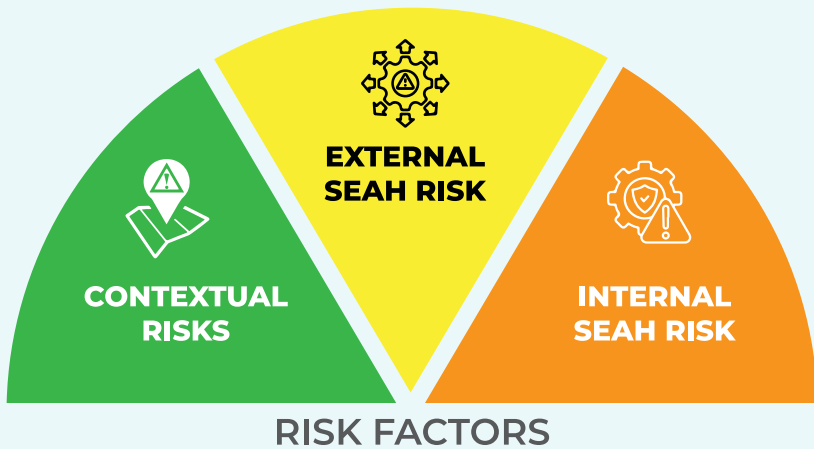 EXTERNAL
SEAH RISK
CONTEXTUAL
RISKS
INTERNAL
SEAH RISK
RISK FACTORS